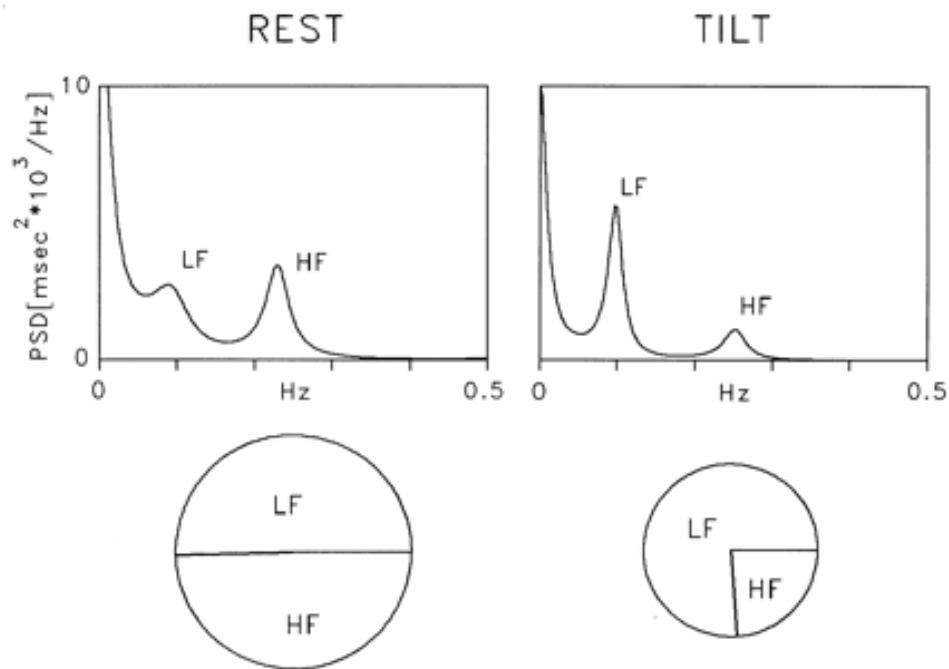 REST
TILT
PSD[msec²*10³/Hz]
10
0
LF
HF
0
Hz
0.5
LF
HF
0
Hz
0.5
LF
HF
LF
HF